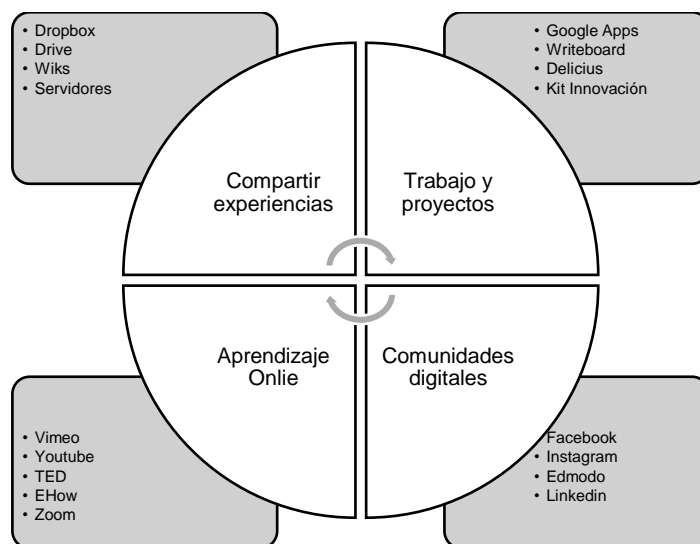 • Dropbox
• Drive
• Wiks
• Servidores
• Google Apps
• Writeboard
• Delicius
• Kit Innovación
Compartir
experiencias
Trabajo y
proyectos
Aprendizaje
Onlie
Comunidades
digitales
• Vimeo
• Youtube
• TED
• EHow
• Zoom
Facebook
• Instagram
• Edmodo
• Linkedin